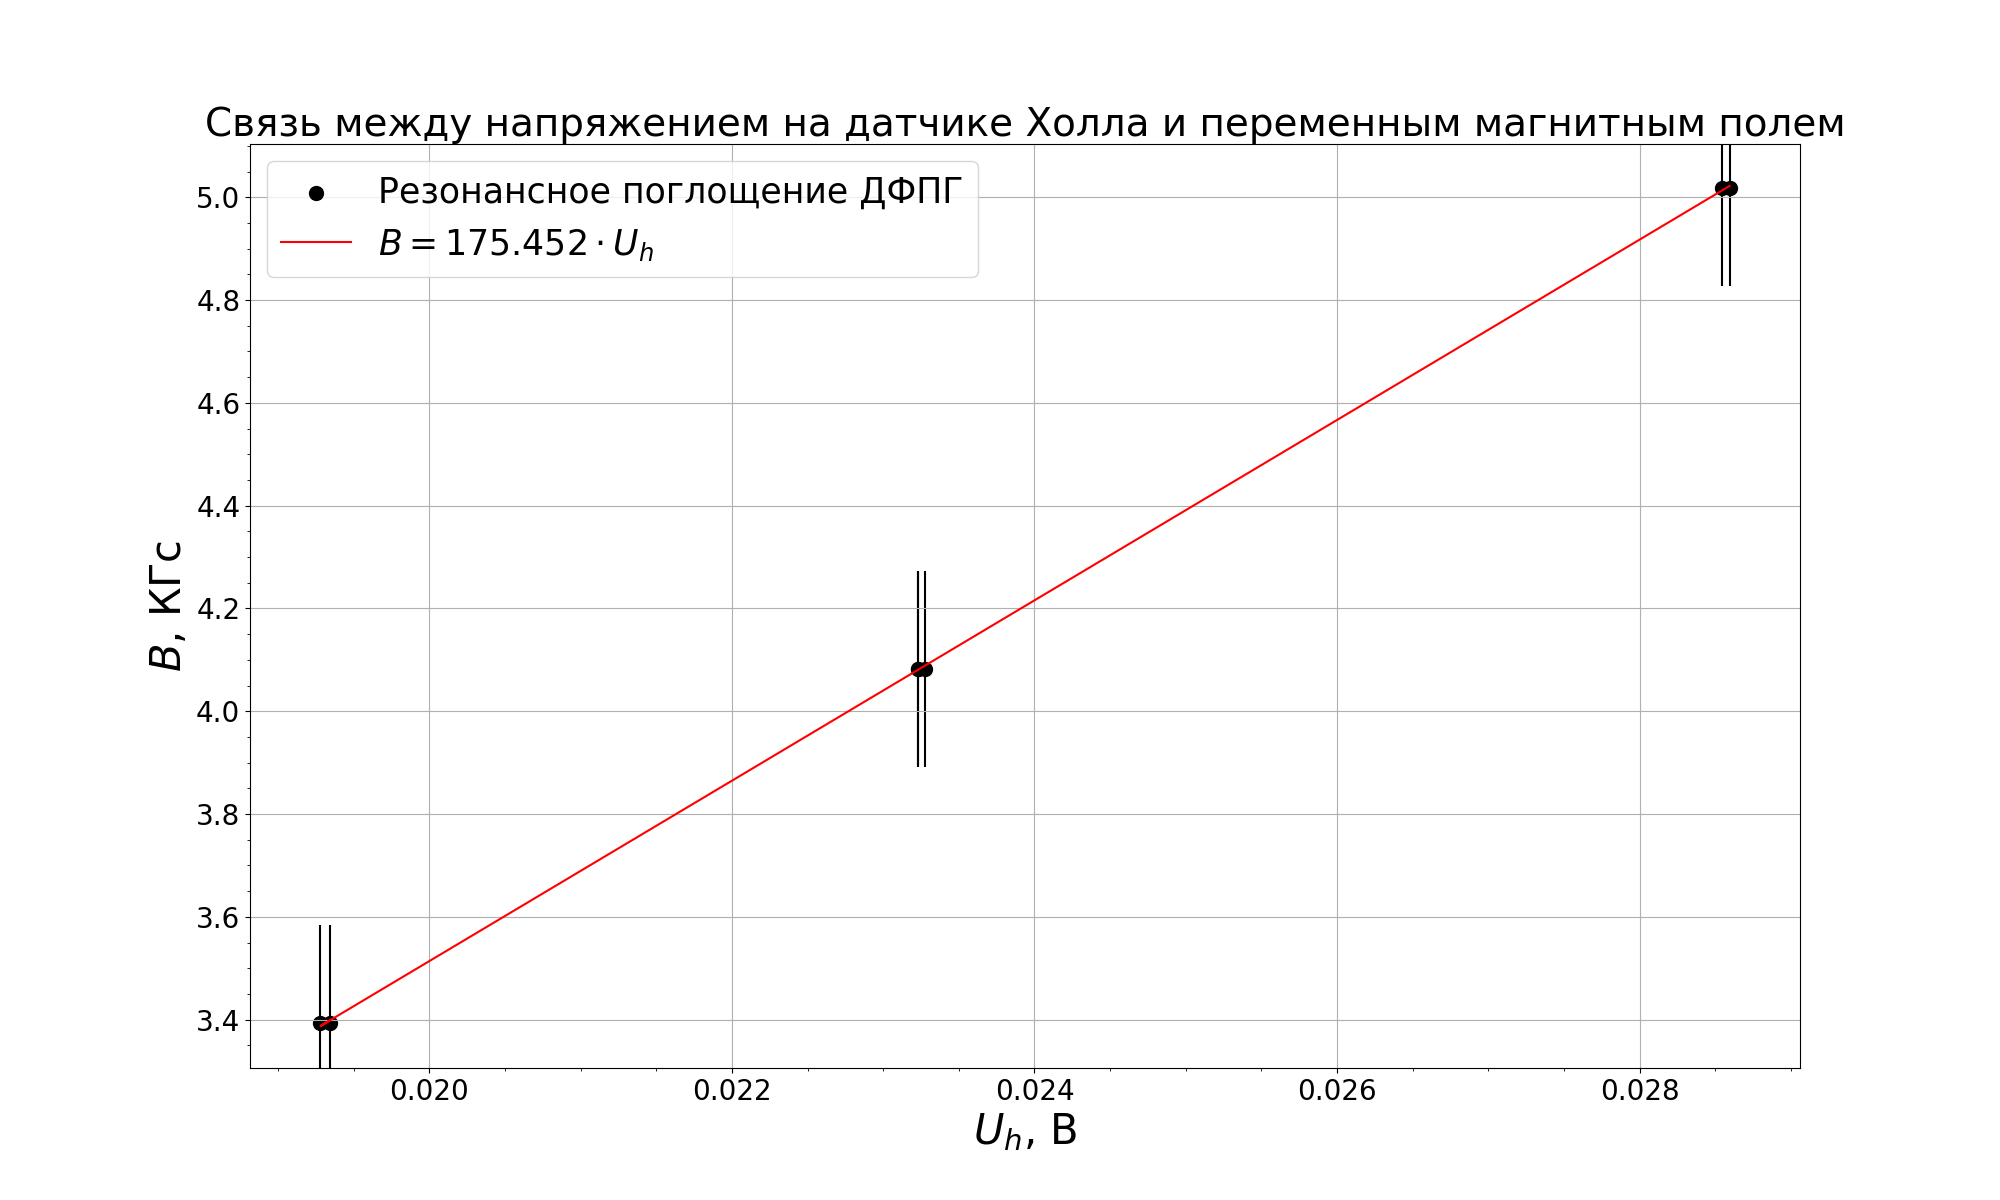 Связь между напряжением на датчике Холла и переменным магнитным полем
Резонансное поглощение ДФПГ
B = 175.452 · U_h
5.0
4.8
4.6
4.4
4.2
4.0
3.8
3.6
3.4
B, КГс
0.020 0.022 0.024 0.026 0.028
U_h, В